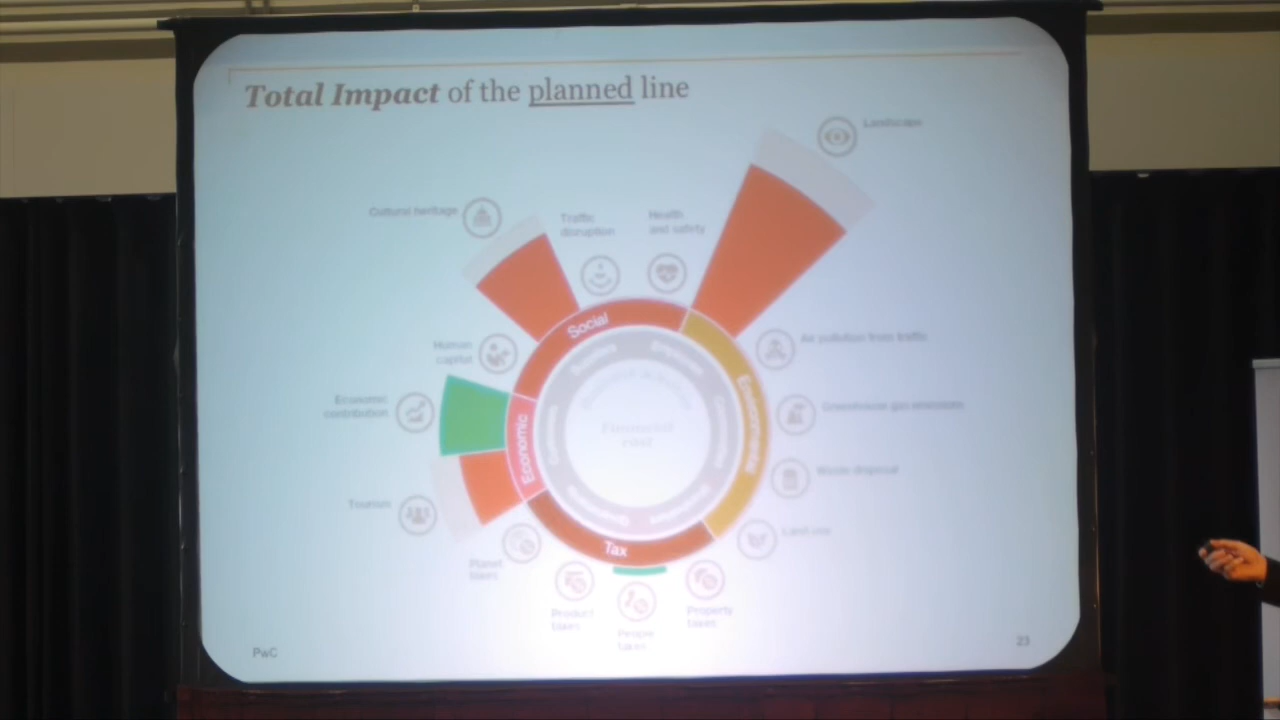 Total Impact of the planned line
Landscape
Cultural heritage
Traffic
disruption
Health
and safety
Social
Human
capital
Air pollution from traffic
Economic
contribution
Economic
Environmental
Greenhouse gas emissions
Financial
cost
Waste disposal
Tourism
Land use
Tax
Planet
taxes
Product
taxes
People
taxes
Property
taxes
PwC
23